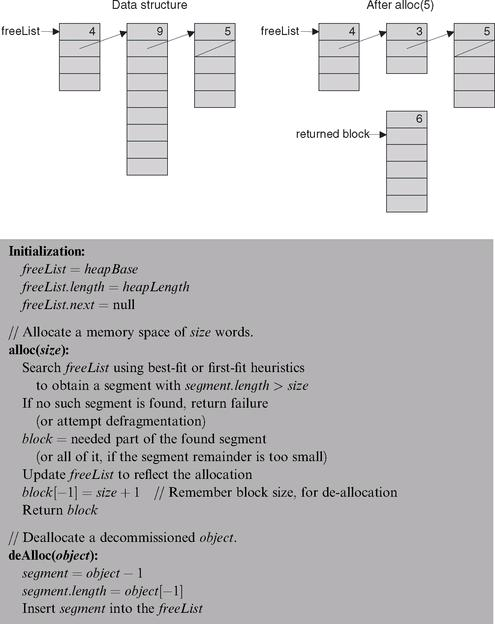 Data structure
After alloc(5)
freeList
4
9
5
freeList
4
3
5
6
returned block
Initialization:
freeList = heapBase
freeList.length = heapLength
freeList.next = null
// Allocate a memory space of size words.
alloc(size):
Search freeList using best-fit or first-fit heuristics
to obtain a segment with segment.length > size
If no such segment is found, return failure
(or attempt defragmentation)
block = needed part of the found segment
(or all of it, if the segment remainder is too small)
Update freeList to reflect the allocation
block[−1] = size + 1 // Remember block size, for de-allocation
Return block
// Deallocate a decommissioned object.
deAlloc(object):
segment = object − 1
segment.length = object[−1]
Insert segment into the freeList